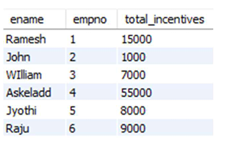 ename empno total_incentives
Ramesh 1 15000
John 2 1000
WIlliam 3 7000
Askeladd 4 55000
Jyothi 5 8000
Raju 6 9000